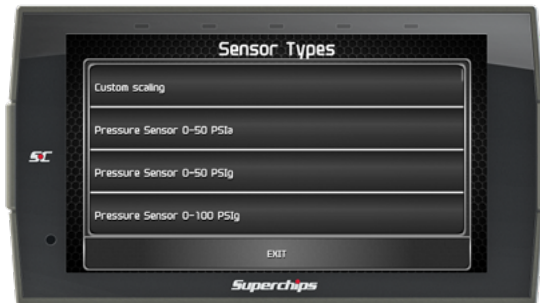 Sensor Types
Custom scaling
Pressure Sensor 0-50 PSIa
SC
Pressure Sensor 0-50 PSIg
Pressure Sensor 0-100 PSIg
EXIT
Superchips